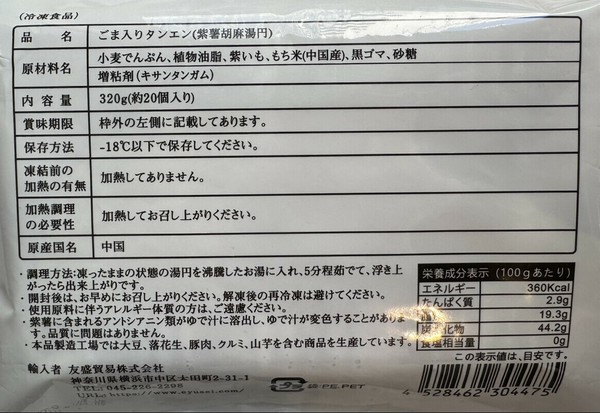 (冷凍食品)
品 名 ごま入りタンエン(紫薯胡麻湯円)
原材料名 小麦でんぷん、植物油脂、紫いも、もち米(中国産)、黒ゴマ、砂糖
増粘剤(キサンタンガム)
内 容 量 320g(約20個入り)
賞味期限 枠外の左側に記載してあります。
保存方法 -18℃以下で保存してください。
凍結前の
加熱の有無 加熱してありません。
加熱調理
の必要性 加熱してお召し上がりください。
原産国名 中国
・調理方法:凍ったままの状態の湯円を沸騰したお湯に入れ、5分程茹でて、浮き上
がったら出来上がりです。
・開封後は、お早めにお召し上がりください。解凍後の再冷凍は避けてください。
・使用原料に伴うアレルギー体質の方は、ご遠慮ください。
・紫薯に含まれるアントシアニン類がゆで汁に溶出し、ゆで汁が変色することがありま
す。品質に問題はありません。
・本品製造工場では大豆、落花生、豚肉、クルミ、山芋を含む商品を生産しています。
輸入者 友盛貿易株式会社
神奈川県横浜市中区太田町2-31-1
TEL: 045-226-2298
栄養成分表示 (100gあたり)
エネルギー 360Kcal
たんぱく質 2.9g
19.3g
化物 44.2g
食塩相当量 0g
この表示値は、目安です。
袋:PE,PET
4 528462 304475